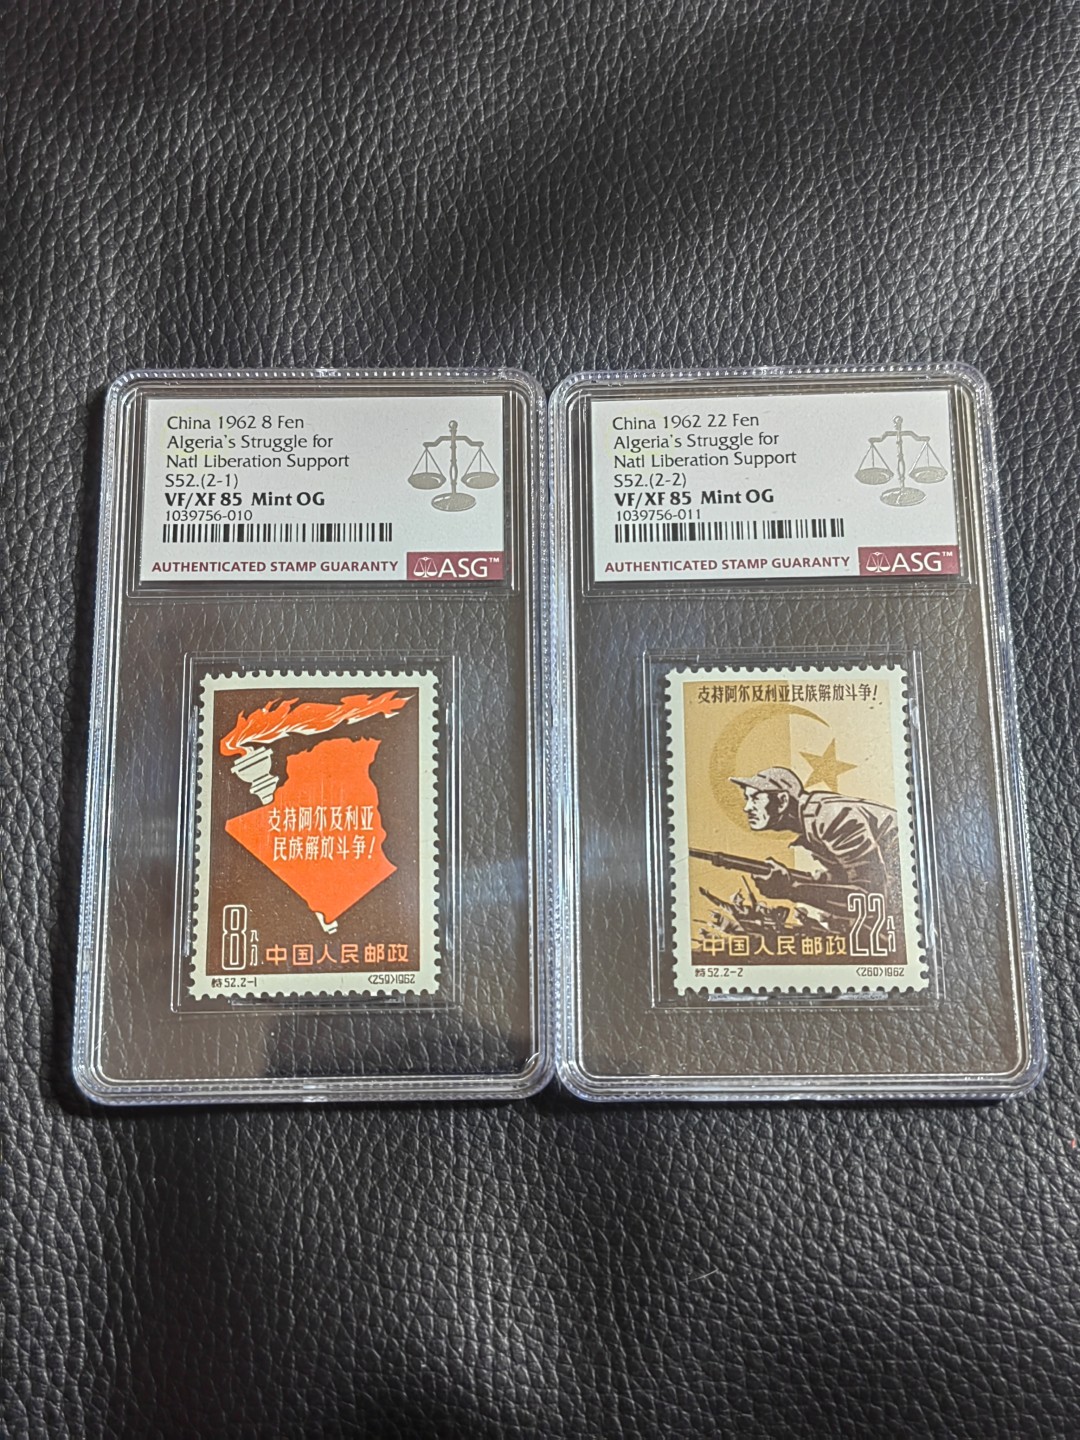 China 1962 8 Fen
Algeria's Struggle for
Natl Liberation Support
S52.(2-1)
VF/XF 85 Mint OG
1039756-010
AUTHENTICATED STAMP GUARANTY ASG™
支持阿尔及利亚
民族解放斗争!
8分
中国人民邮政
特52.2-1
(259)1962
China 1962 22 Fen
Algeria's Struggle for
Natl Liberation Support
S52.(2-2)
VF/XF 85 Mint OG
1039756-011
AUTHENTICATED STAMP GUARANTY ASG™
支持阿尔及利亚民族解放斗争!
22分
中国人民邮政
特52.2-2
(260)1962